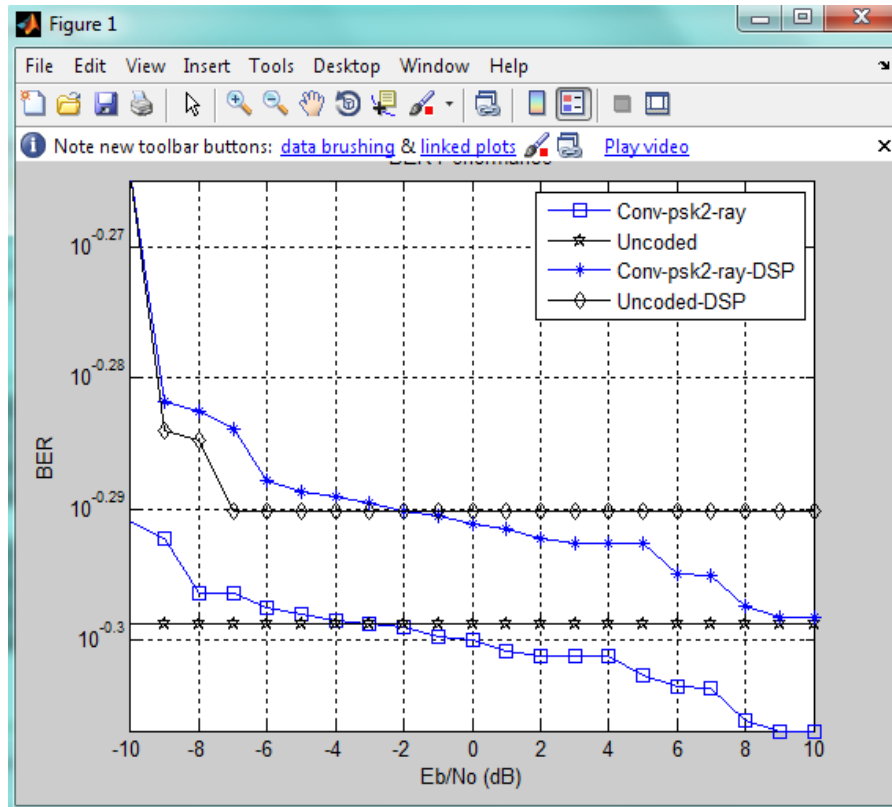 Figure 1
File Edit View Insert Tools Desktop Window Help
Note new toolbar buttons: data brushing & linked plots Play video
BER Performance
Conv-psk2-ray
Uncoded
Conv-psk2-ray-DSP
Uncoded-DSP
10^-0.27
10^-0.28
10^-0.29
10^-0.3
BER
-10 -8 -6 -4 -2 0 2 4 6 8 10
Eb/No (dB)